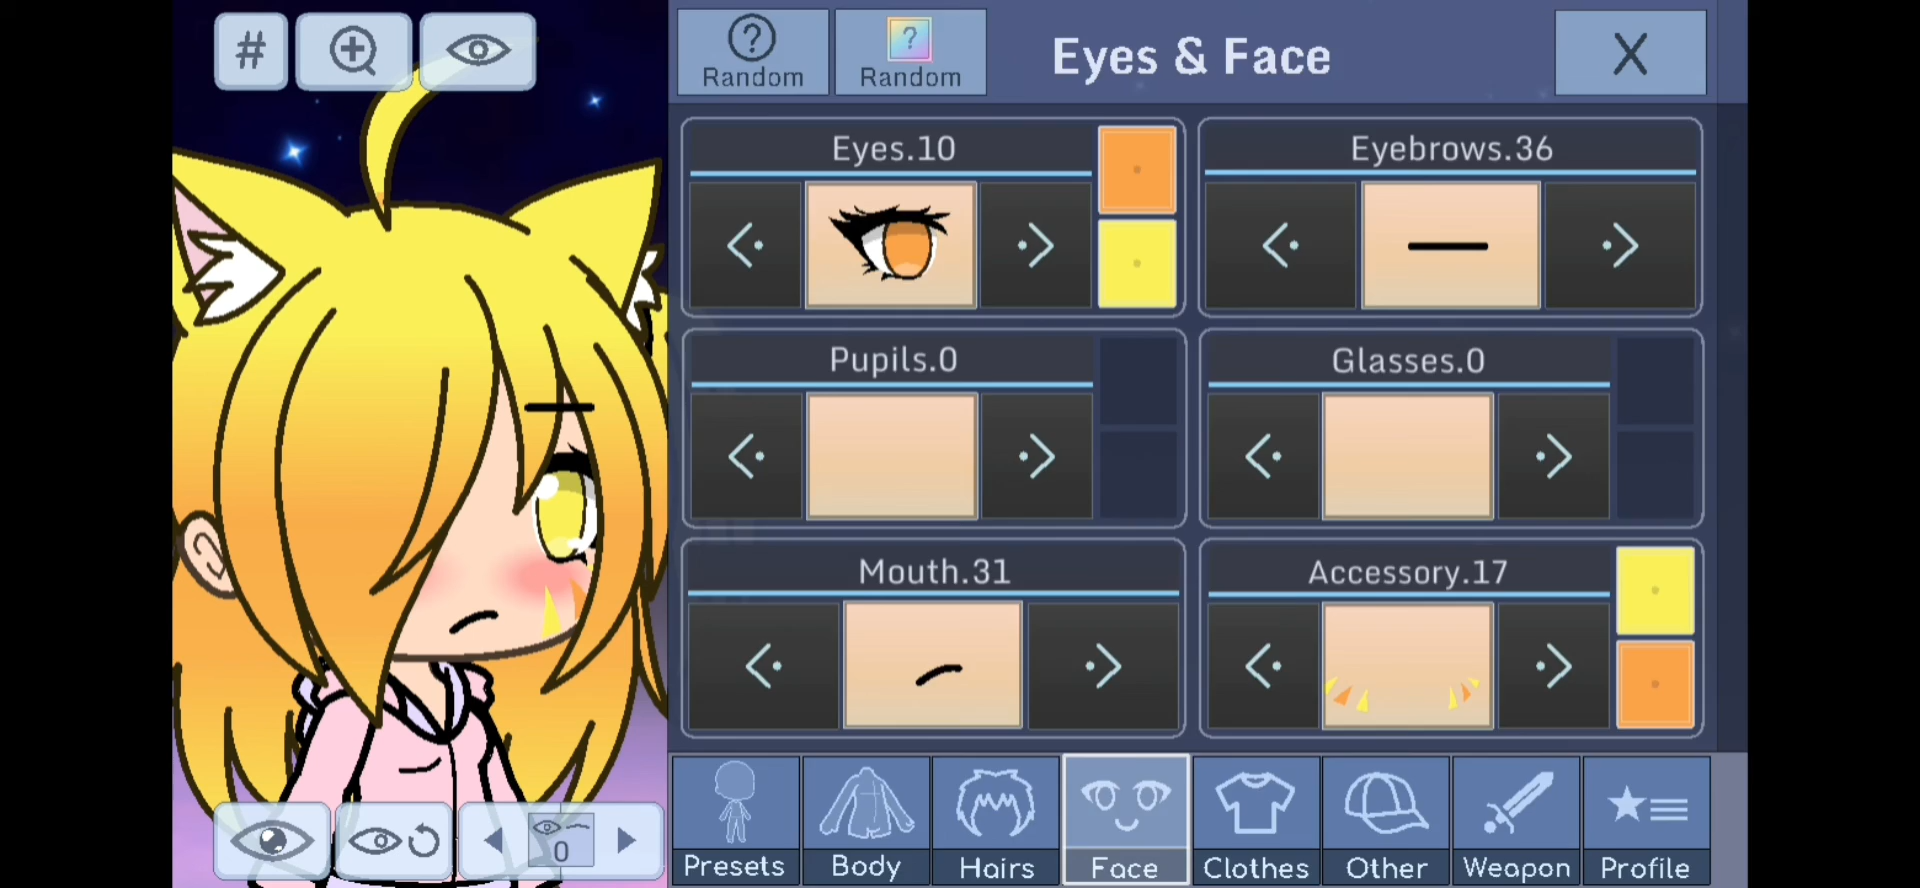 #
? Random
? Random
Eyes & Face
X
Eyes.10
Eyebrows.36
Pupils.0
Glasses.0
Mouth.31
Accessory.17
0
Presets
Body
Hairs
Face
Clothes
Other
Weapon
Profile